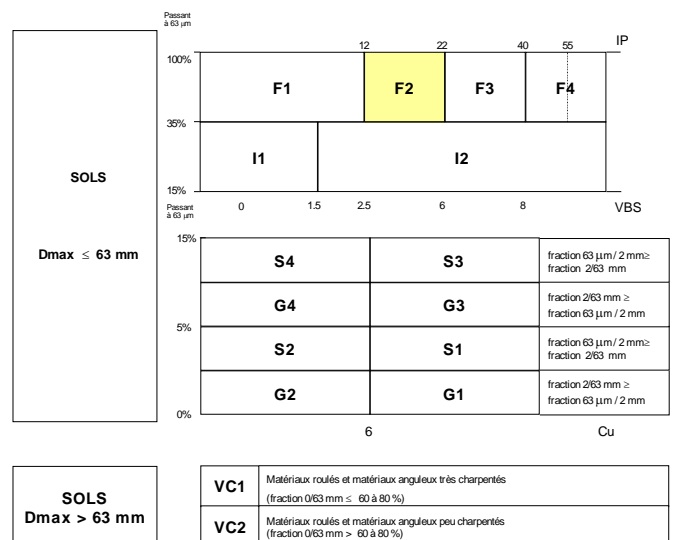 Passant
à 63 µm
12 22 40 55 IP
100%
F1 F2 F3 F4
35%
I1 I2
15%
Passant
à 63 µm
0 1.5 2.5 6 8 VBS
SOLS
Dmax ≤ 63 mm
15%
S4 S3 fraction 63 µm / 2 mm≥
fraction 2/63 mm
G4 G3 fraction 2/63 mm ≥
fraction 63 µm / 2 mm
5%
S2 S1 fraction 63 µm / 2 mm≥
fraction 2/63 mm
G2 G1 fraction 2/63 mm ≥
fraction 63 µm / 2 mm
0%
6 Cu
SOLS
Dmax > 63 mm
VC1 Matériaux roulés et matériaux anguleux très charpentés
(fraction 0/63 mm ≤ 60 à 80 %)
VC2 Matériaux roulés et matériaux anguleux peu charpentés
(fraction 0/63 mm > 60 à 80 %)